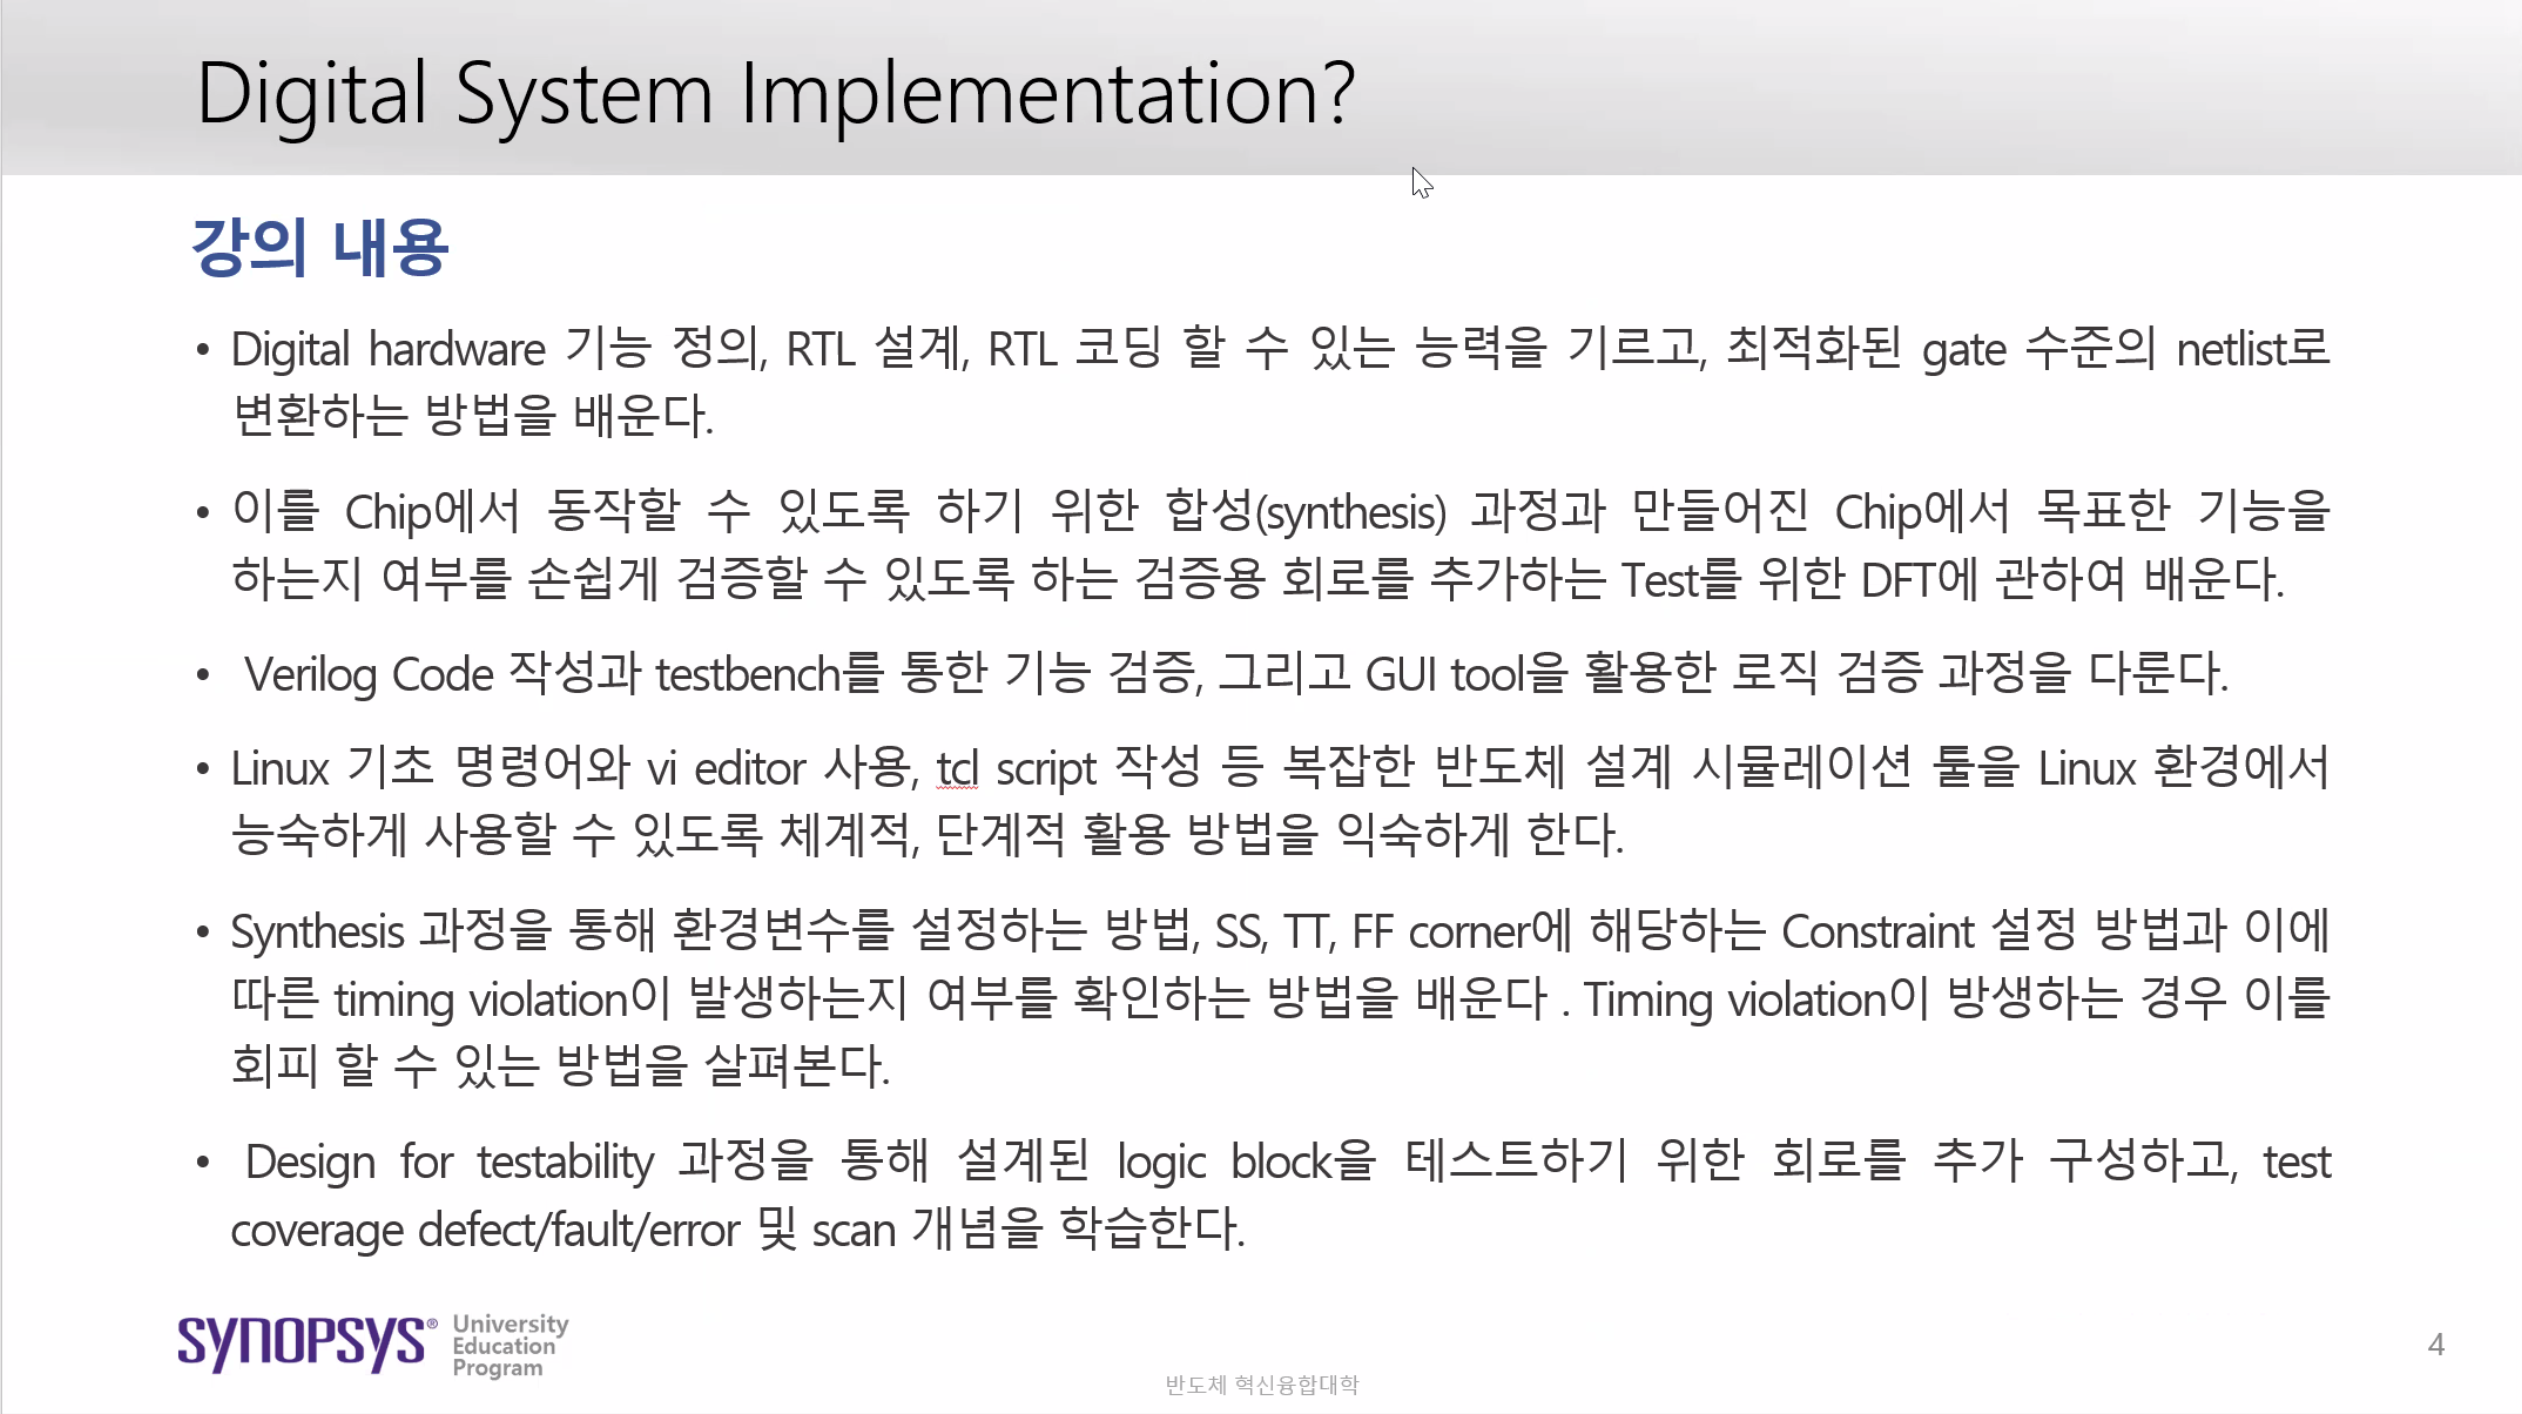 Digital System Implementation?
강의 내용
• Digital hardware 기능 정의, RTL 설계, RTL 코딩 할 수 있는 능력을 기르고, 최적화된 gate 수준의 netlist로
변환하는 방법을 배운다.
• 이를 Chip에서 동작할 수 있도록 하기 위한 합성(synthesis) 과정과 만들어진 Chip에서 목표한 기능을
하는지 여부를 손쉽게 검증할 수 있도록 하는 검증용 회로를 추가하는 Test를 위한 DFT에 관하여 배운다.
• Verilog Code 작성과 testbench를 통한 기능 검증, 그리고 GUI tool을 활용한 로직 검증 과정을 다룬다.
• Linux 기초 명령어와 vi editor 사용, tcl script 작성 등 복잡한 반도체 설계 시뮬레이션 툴을 Linux 환경에서
능숙하게 사용할 수 있도록 체계적, 단계적 활용 방법을 익숙하게 한다.
• Synthesis 과정을 통해 환경변수를 설정하는 방법, SS, TT, FF corner에 해당하는 Constraint 설정 방법과 이에
따른 timing violation이 발생하는지 여부를 확인하는 방법을 배운다 . Timing violation이 방생하는 경우 이를
회피 할 수 있는 방법을 살펴본다.
• Design for testability 과정을 통해 설계된 logic block을 테스트하기 위한 회로를 추가 구성하고, test
coverage defect/fault/error 및 scan 개념을 학습한다.
SYNOPSYS®
University
Education
Program
4
반도체 혁신융합대학